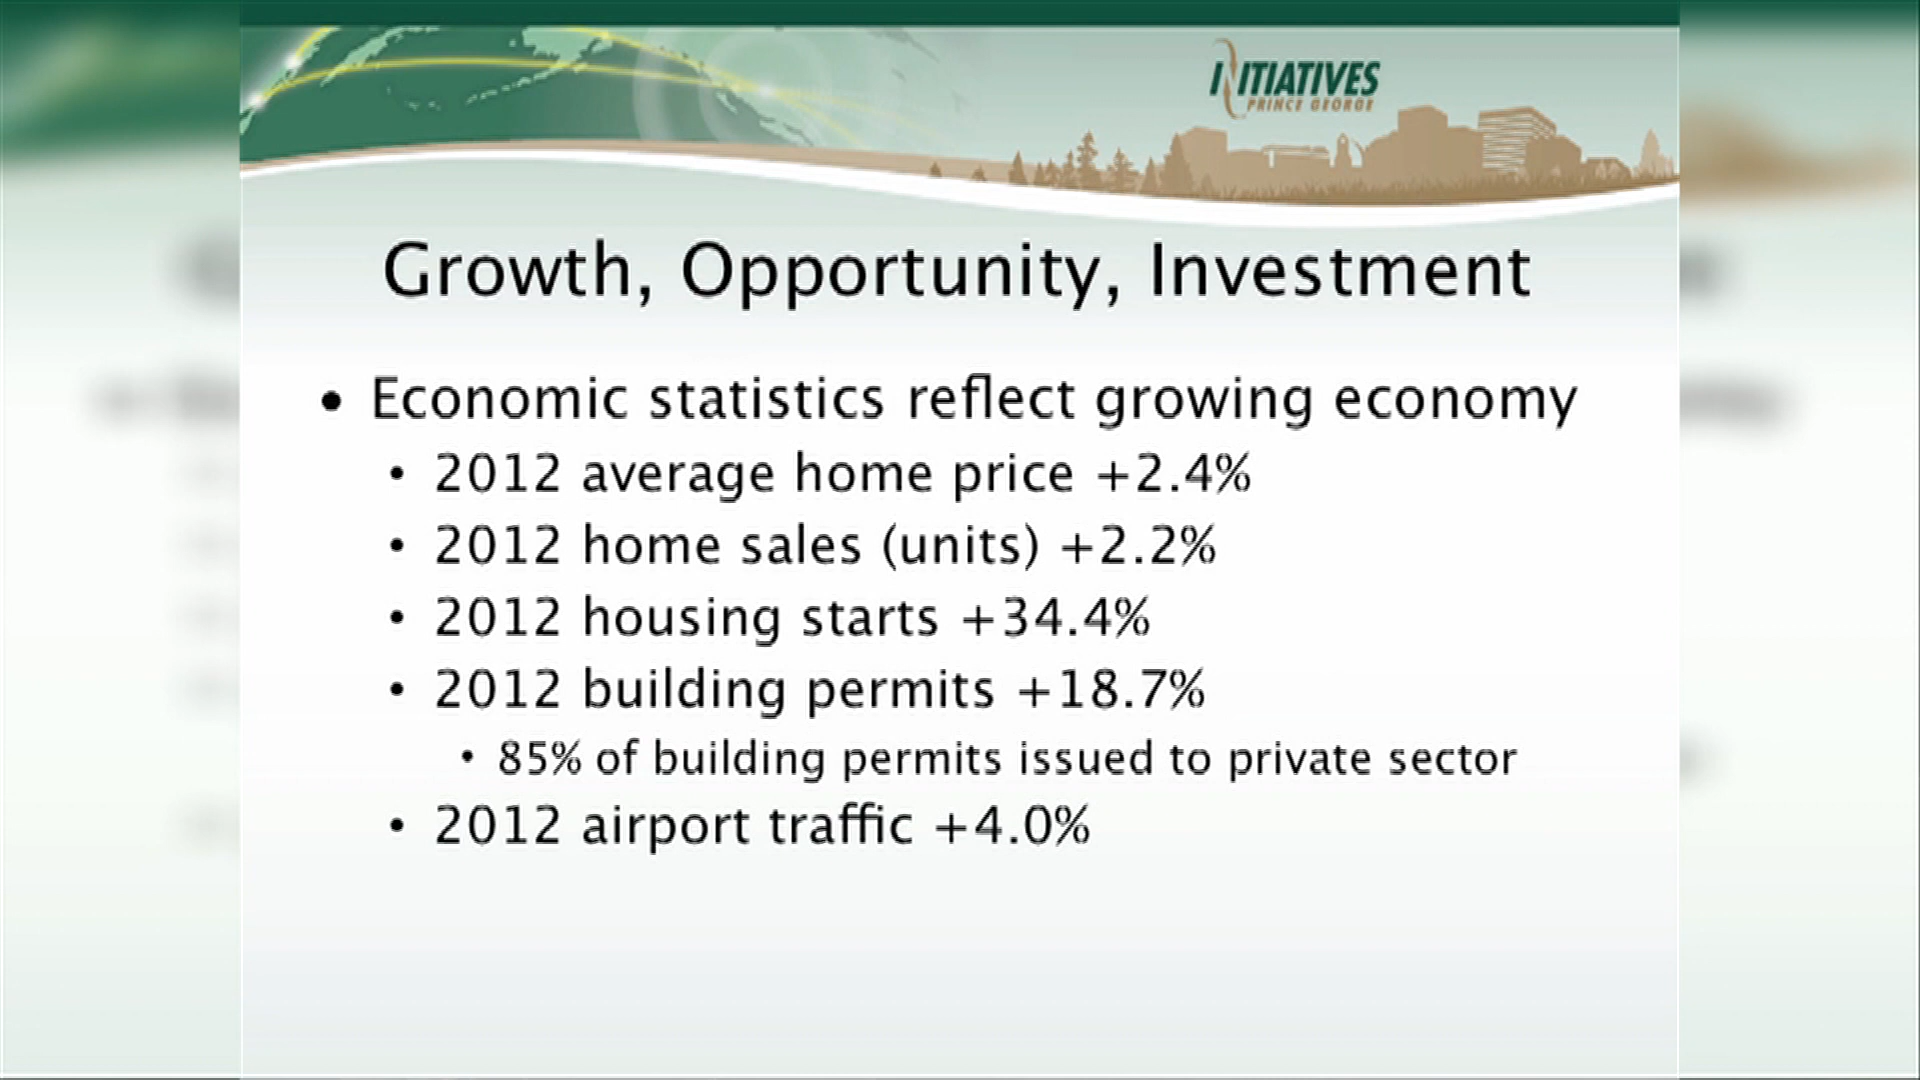 INITIATIVES
PRINCE GEORGE
Growth, Opportunity, Investment
• Economic statistics reflect growing economy
• 2012 average home price +2.4%
• 2012 home sales (units) +2.2%
• 2012 housing starts +34.4%
• 2012 building permits +18.7%
• 85% of building permits issued to private sector
• 2012 airport traffic +4.0%